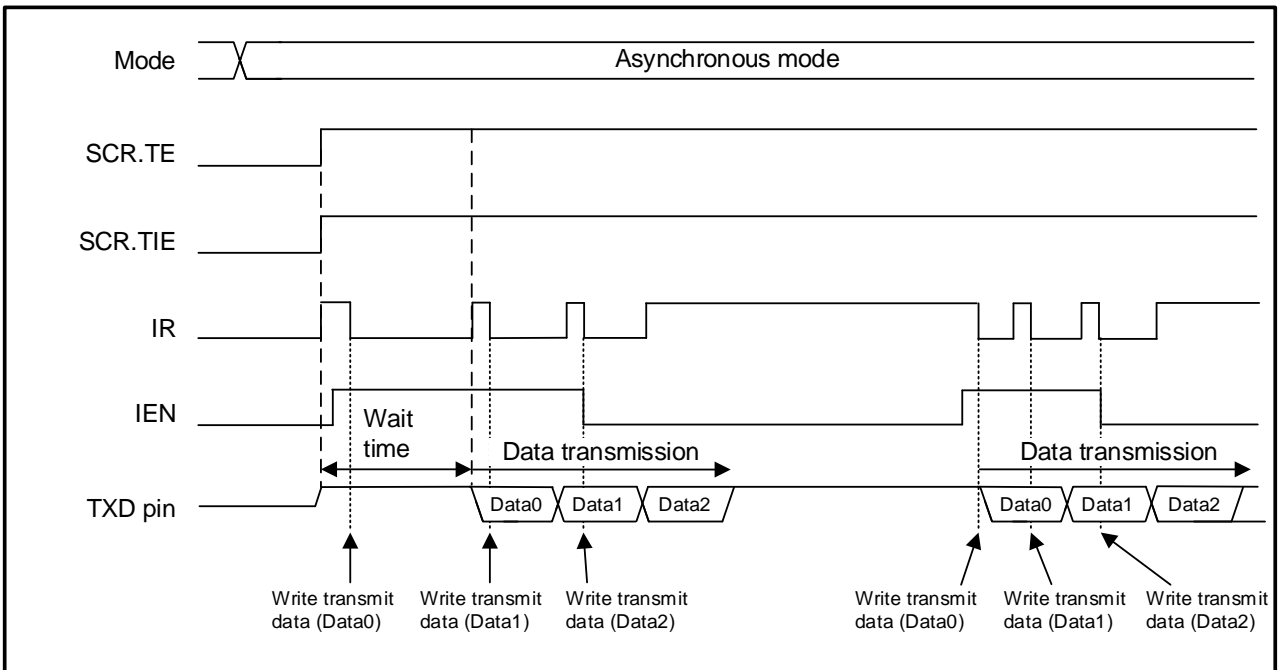 Mode
Asynchronous mode
SCR.TE
SCR.TIE
IR
IEN
Wait
time
Data transmission
Data transmission
TXD pin
Data0
Data1
Data2
Data0
Data1
Data2
Write transmit
data (Data0)
Write transmit
data (Data1)
Write transmit
data (Data2)
Write transmit
data (Data0)
Write transmit
data (Data1)
Write transmit
data (Data2)